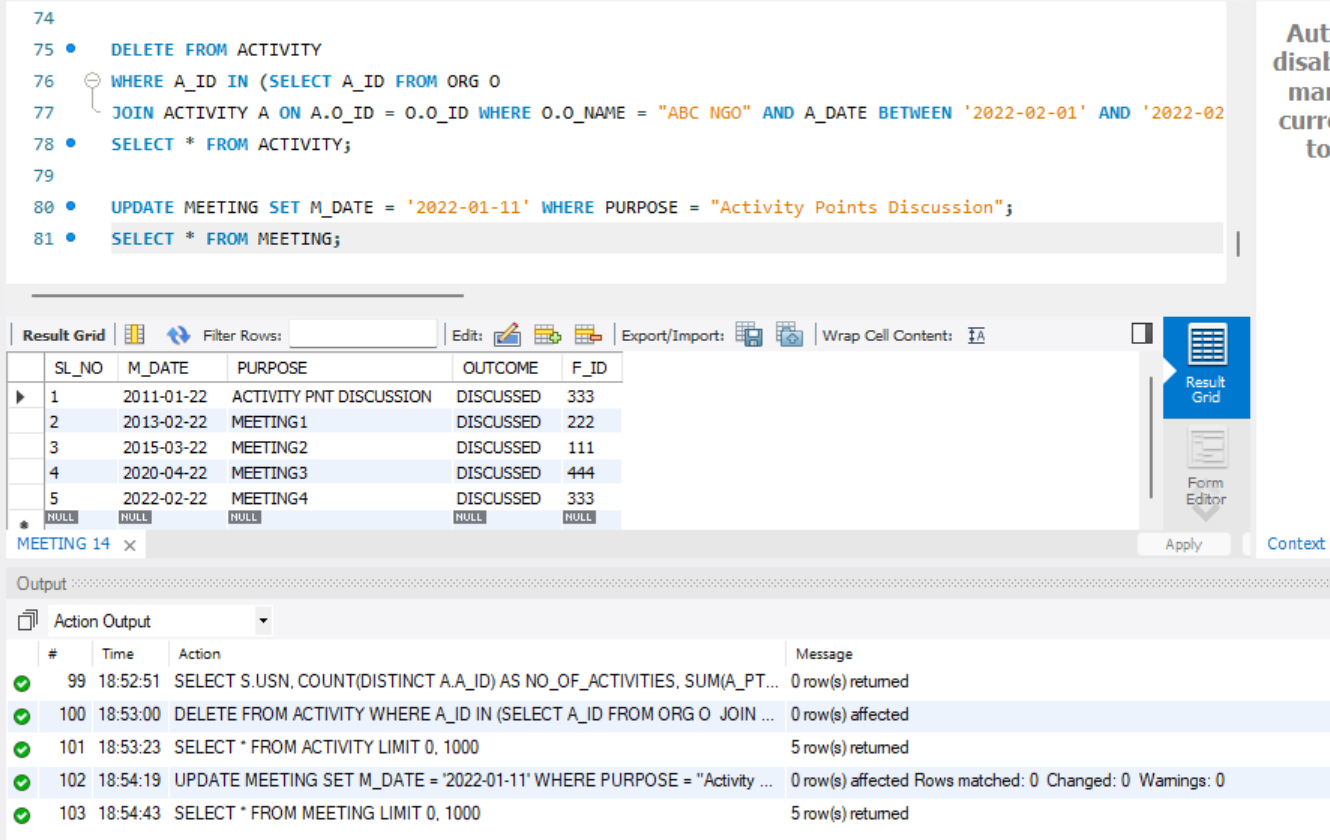 74
75 DELETE FROM ACTIVITY
76 WHERE A_ID IN (SELECT A_ID FROM ORG O
77 JOIN ACTIVITY A ON A.O_ID = O.O_ID WHERE O.O_NAME = "ABC NGO" AND A_DATE BETWEEN '2022-02-01' AND '2022-02
78 SELECT * FROM ACTIVITY;
79
80 UPDATE MEETING SET M_DATE = '2022-01-11' WHERE PURPOSE = "Activity Points Discussion";
81 SELECT * FROM MEETING;
Aut
disab
mar
curre
to
Result Grid Filter Rows: Edit: Export/Import: Wrap Cell Content: IA
SL_NO M_DATE PURPOSE OUTCOME F_ID
1 2011-01-22 ACTIVITY PNT DISCUSSION DISCUSSED 333
2 2013-02-22 MEETING1 DISCUSSED 222
3 2015-03-22 MEETING2 DISCUSSED 111
4 2020-04-22 MEETING3 DISCUSSED 444
5 2022-02-22 MEETING4 DISCUSSED 333
NULL NULL NULL NULL NULL
Result
Grid
Form
Editor
MEETING 14 Apply Context
Output
Action Output
# Time Action Message
99 18:52:51 SELECT S.USN, COUNT(DISTINCT A.A_ID) AS NO_OF_ACTIVITIES, SUM(A_PT... 0 row(s) returned
100 18:53:00 DELETE FROM ACTIVITY WHERE A_ID IN (SELECT A_ID FROM ORG O JOIN ... 0 row(s) affected
101 18:53:23 SELECT * FROM ACTIVITY LIMIT 0, 1000 5 row(s) returned
102 18:54:19 UPDATE MEETING SET M_DATE = '2022-01-11' WHERE PURPOSE = "Activity ... 0 row(s) affected Rows matched: 0 Changed: 0 Warnings: 0
103 18:54:43 SELECT * FROM MEETING LIMIT 0, 1000 5 row(s) returned